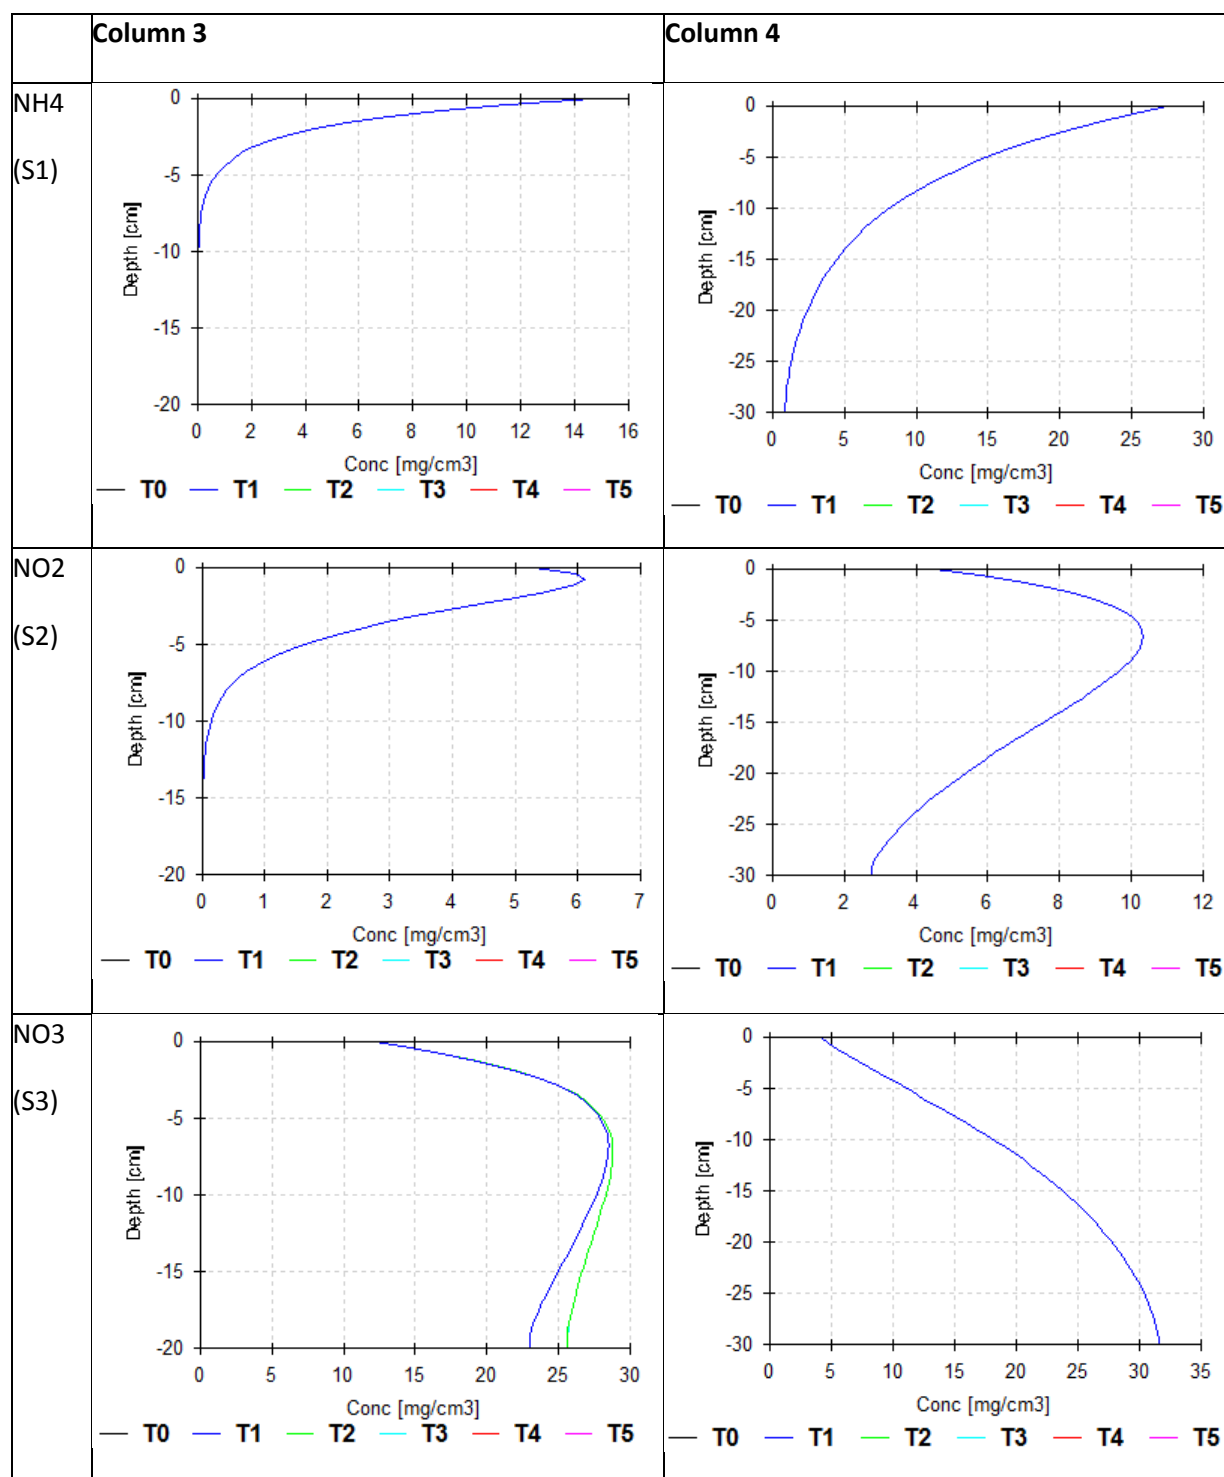 Column 3
Column 4
NH4
(S1)
0
-5
-10
-15
-20
Depth [cm]
0 2 4 6 8 10 12 14 16
Conc [mg/cm3]
T0 T1 T2 T3 T4 T5
0
-5
-10
-15
-20
-25
-30
Depth [cm]
0 5 10 15 20 25 30
Conc [mg/cm3]
T0 T1 T2 T3 T4 T5
NO2
(S2)
0
-5
-10
-15
-20
Depth [cm]
0 1 2 3 4 5 6 7
Conc [mg/cm3]
T0 T1 T2 T3 T4 T5
0
-5
-10
-15
-20
-25
-30
Depth [cm]
0 2 4 6 8 10 12
Conc [mg/cm3]
T0 T1 T2 T3 T4 T5
NO3
(S3)
0
-5
-10
-15
-20
Depth [cm]
0 5 10 15 20 25 30
Conc [mg/cm3]
T0 T1 T2 T3 T4 T5
0
-5
-10
-15
-20
-25
-30
Depth [cm]
0 5 10 15 20 25 30 35
Conc [mg/cm3]
T0 T1 T2 T3 T4 T5